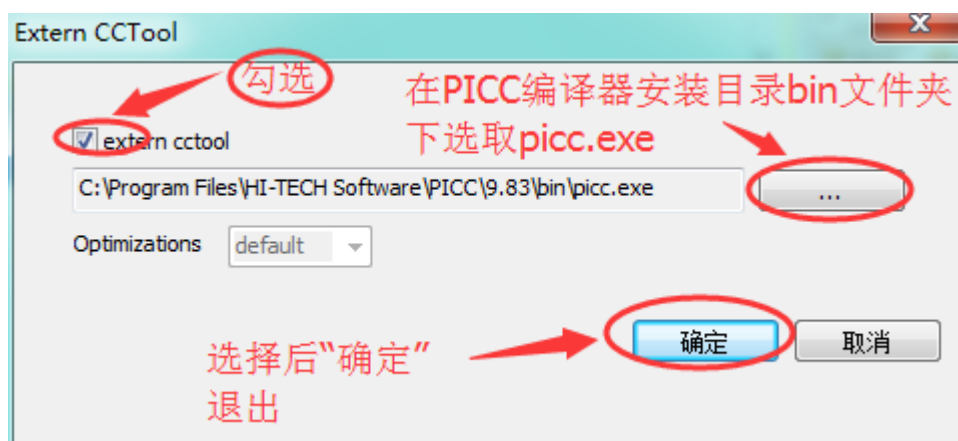 Extern CCTool
勾选
在PICC编译器安装目录bin文件夹
下选取picc.exe
extern cctool
C:\Program Files\HI-TECH Software\PICC\9.83\bin\picc.exe
...
Optimizations
default
选择后“确定”
退出
确定
取消